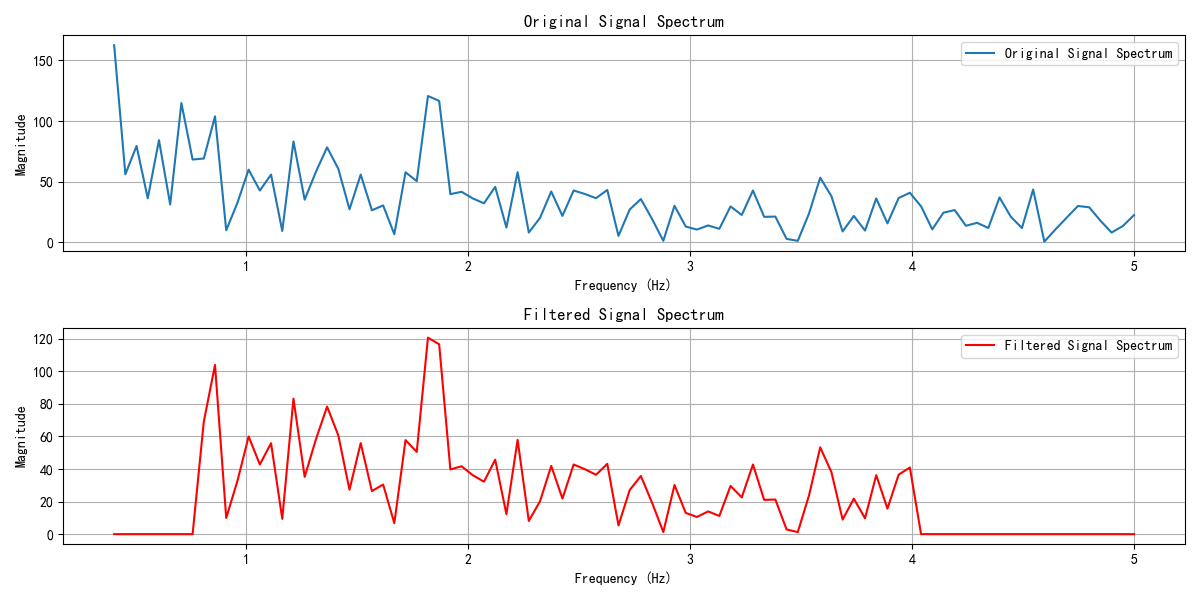 Original Signal Spectrum
Original Signal Spectrum
Magnitude
150
100
50
0
1 2 3 4 5
Frequency (Hz)
Filtered Signal Spectrum
Filtered Signal Spectrum
Magnitude
120
100
80
60
40
20
0
1 2 3 4 5
Frequency (Hz)